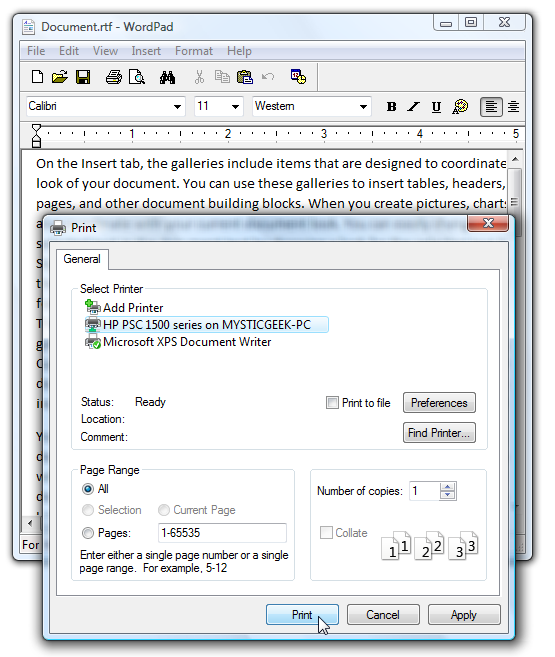 Document.rtf - WordPad
File Edit View Insert Format Help
Calibri 11 Western B I U
1 2 3 4 5
On the Insert tab, the galleries include items that are designed to coordinate
look of your document. You can use these galleries to insert tables, headers,
pages, and other document building blocks. When you create pictures, charts
Print
General
Select Printer
Add Printer
HP PSC 1500 series on MYSTICGEEK-PC
Microsoft XPS Document Writer
Status: Ready
Print to file Preferences
Location:
Comment:
Find Printer...
Page Range
All
Selection Current Page
Pages: 1-65535
Enter either a single page number or a single
page range. For example, 5-12
Number of copies: 1
Collate
1 1 2 2 3 3
For
Print Cancel Apply